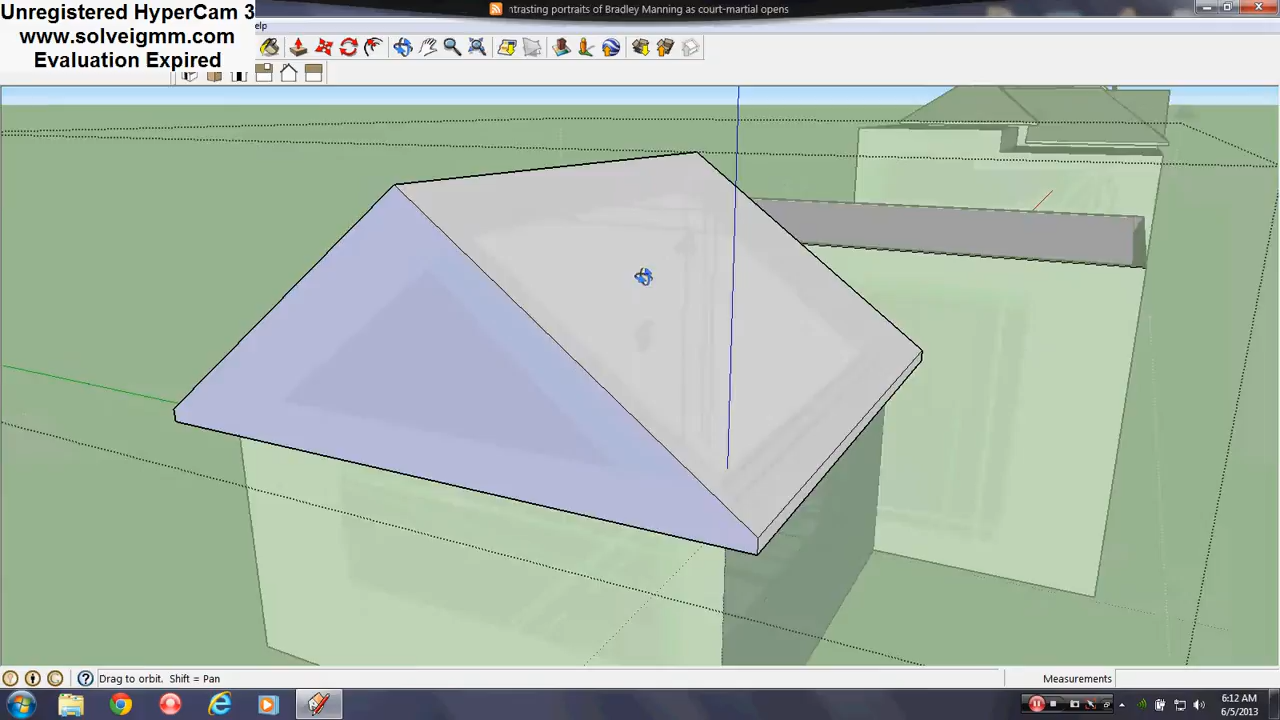 Unregistered HyperCam 3
www.solveigmm.com
Evaluation Expired
ntrasting portraits of Bradley Manning as court-martial opens
elp
Drag to orbit. Shift = Pan
Measurements
6:12 AM
6/5/2013